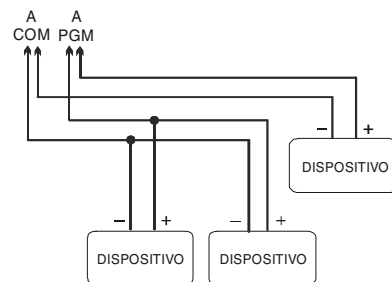 A A
COM PGM
− +
DISPOSITIVO
− + − +
DISPOSITIVO DISPOSITIVO